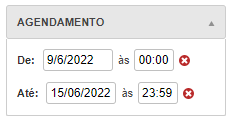 AGENDAMENTO
De: 9/6/2022 às 00:00
Até: 15/06/2022 às 23:59